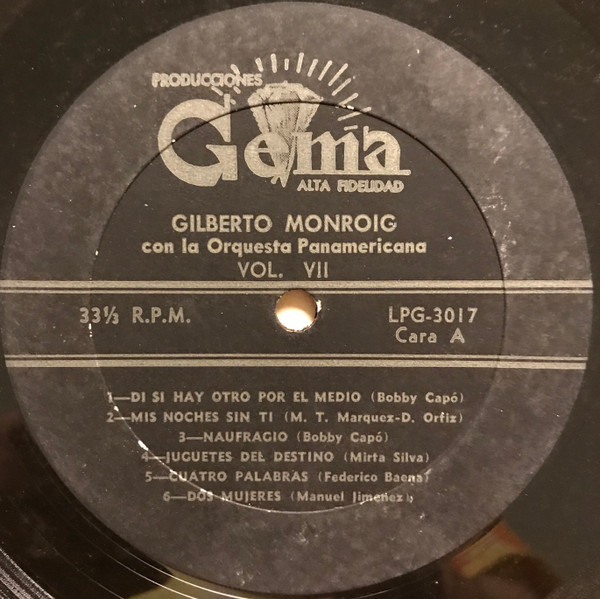 PRODUCCIONES
Gema
ALTA FIDELIDAD
GILBERTO MONROIG
con la Orquesta Panamericana
VOL. VII
33⅓ R.P.M.
LPG-3017
Cara A
1—DI SI HAY OTRO POR EL MEDIO (Bobby Capó)
2—MIS NOCHES SIN TI (M. T. Marquez-D. Ortiz)
3—NAUFRAGIO (Bobby Capó)
4—JUGUETES DEL DESTINO (Mirta Silva)
5—CUATRO PALABRAS (Federico Baena)
6—DOS MUJERES (Manuel Jimenez)